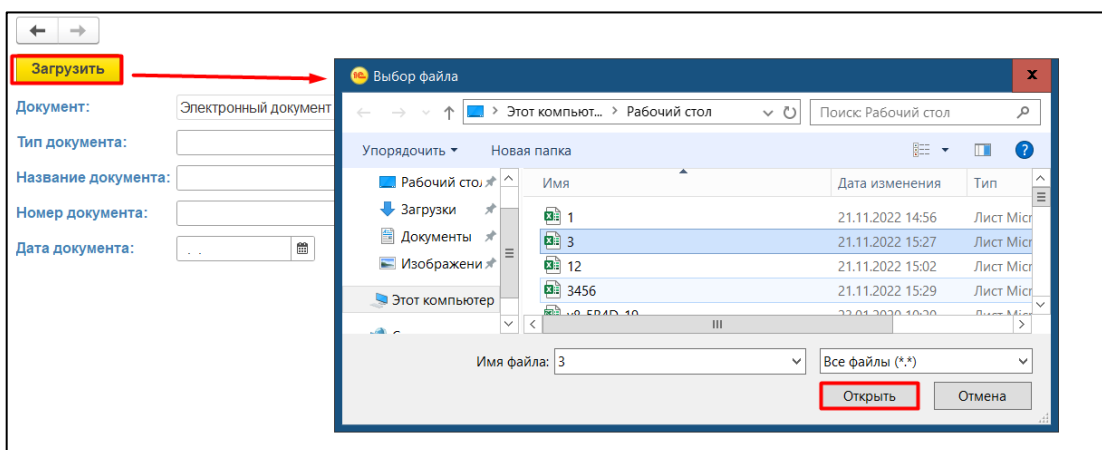 Загрузить
Документ: Электронный документ
Тип документа:
Название документа:
Номер документа:
Дата документа: . .
1С Выбор файла
Этот компьют... > Рабочий стол
Поиск: Рабочий стол
Упорядочить Новая папка
Имя Дата изменения Тип
Рабочий сто
Загрузки
Документы
Изображени
Этот компьютер
1 21.11.2022 14:56 Лист Micr
3 21.11.2022 15:27 Лист Micr
12 21.11.2022 15:02 Лист Micr
3456 21.11.2022 15:29 Лист Micr
Имя файла: 3 Все файлы (*.*)
Открыть Отмена